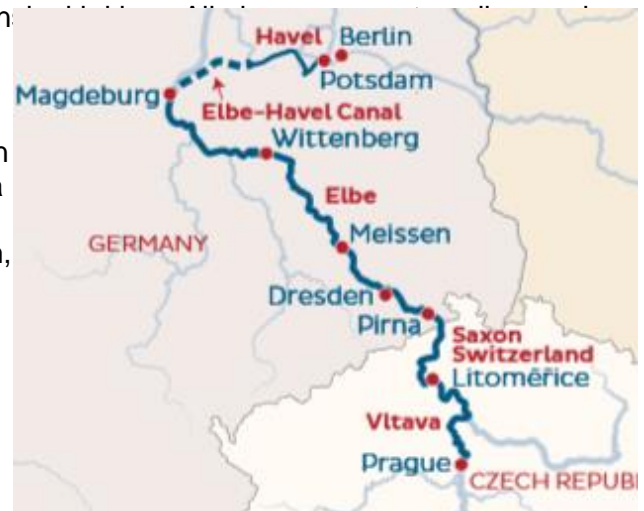 Havel
Berlin
Potsdam
Magdeburg
Elbe-Havel Canal
Wittenberg
n
a
Elbe
GERMANY
Meissen
n,
Dresden
Pirna
Saxon
Switzerland
Litoměřice
Vltava
Prague
CZECH REPUB